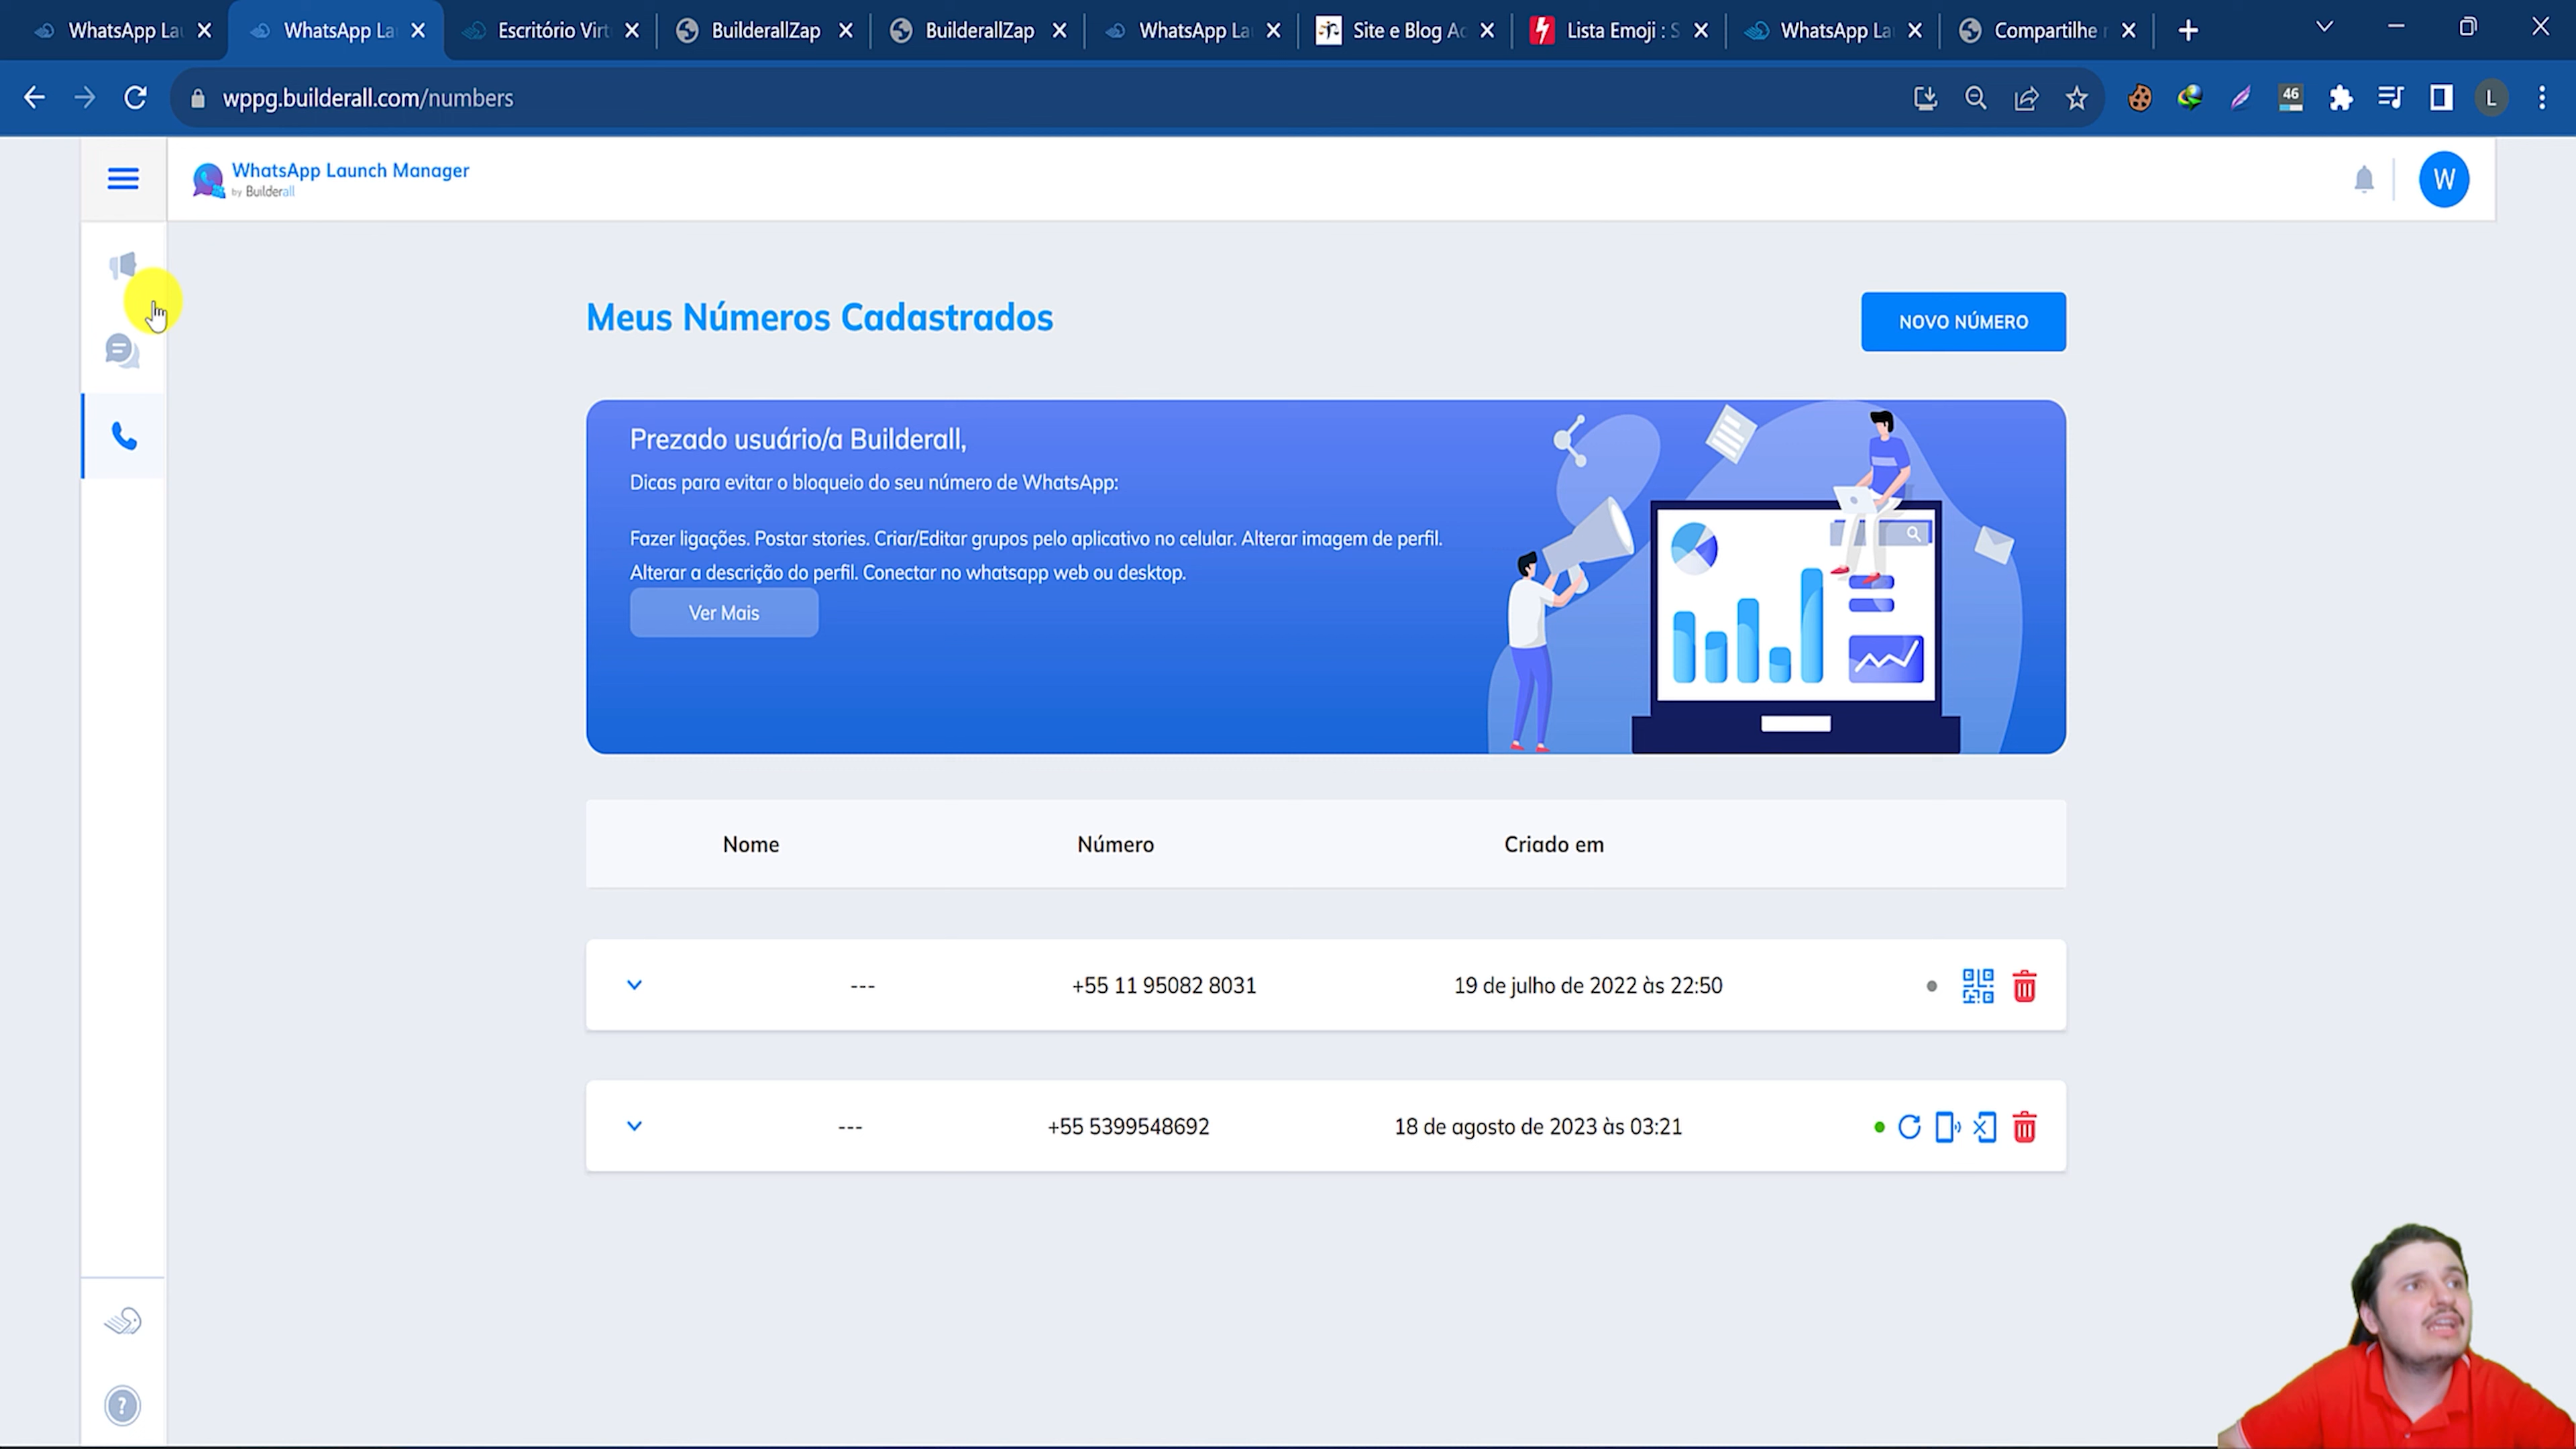 WhatsApp La
WhatsApp La
Escritório Virt
BuilderallZap
BuilderallZap
WhatsApp La
Site e Blog Ac
Lista Emoji : S
WhatsApp La
Compartilhe
wppg.builderall.com/numbers
46
L
WhatsApp Launch Manager
by Builderall
W
Meus Números Cadastrados
NOVO NÚMERO
Prezado usuário/a Builderall,
Dicas para evitar o bloqueio do seu número de WhatsApp:
Fazer ligações. Postar stories. Criar/Editar grupos pelo aplicativo no celular. Alterar imagem de perfil.
Alterar a descrição do perfil. Conectar no whatsapp web ou desktop.
Ver Mais
Nome Número Criado em
--- +55 11 95082 8031 19 de julho de 2022 às 22:50
--- +55 5399548692 18 de agosto de 2023 às 03:21
?